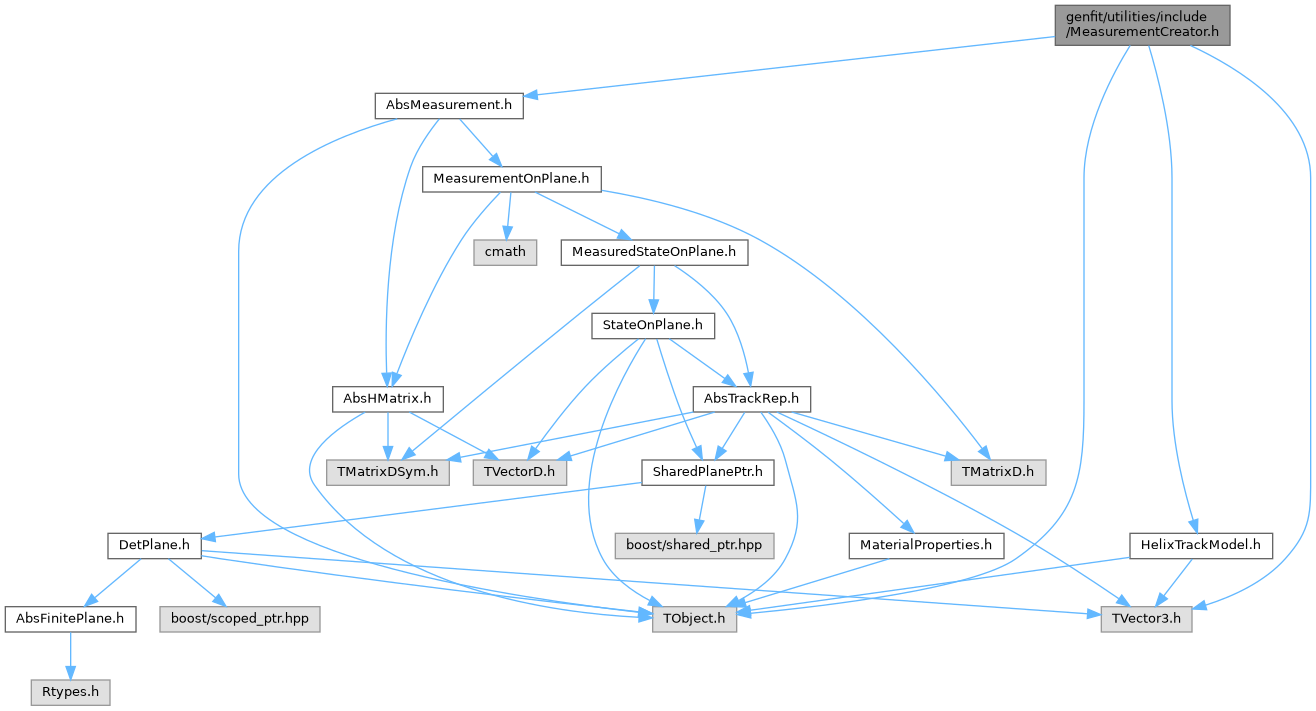 genfit/utilities/include
/MeasurementCreator.h
AbsMeasurement.h
MeasurementOnPlane.h
cmath
MeasuredStateOnPlane.h
StateOnPlane.h
AbsHMatrix.h
AbsTrackRep.h
TMatrixDSym.h
TVectorD.h
SharedPlanePtr.h
TMatrixD.h
DetPlane.h
boost/shared_ptr.hpp
MaterialProperties.h
HelixTrackModel.h
AbsFinitePlane.h
boost/scoped_ptr.hpp
TObject.h
TVector3.h
Rtypes.h